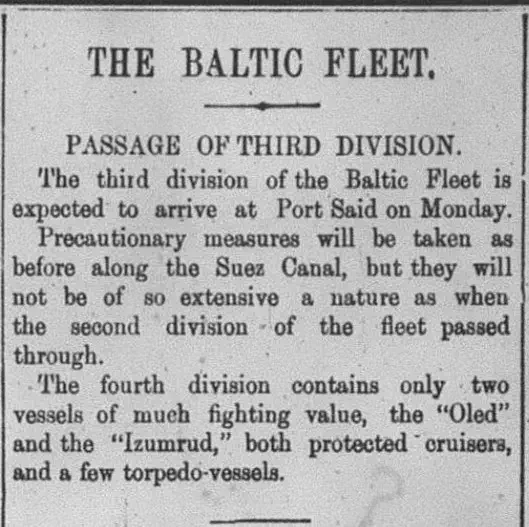 THE BALTIC FLEET.
PASSAGE OF THIRD DIVISION.
The third division of the Baltic Fleet is
expected to arrive at Port Said on Monday.
Precautionary measures will be taken as
before along the Suez Canal, but they will
not be of so extensive a nature as when
the second division of the fleet passed
through.
The fourth division contains only two
vessels of much fighting value, the "Oled"
and the "Izumrud," both protected cruisers,
and a few torpedo-vessels.